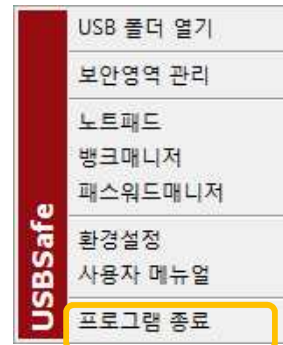 USB 폴더 열기
보안영역 관리
노트패드
뱅크매니저
패스워드매니저
환경설정
사용자 메뉴얼
프로그램 종료
USBSafe